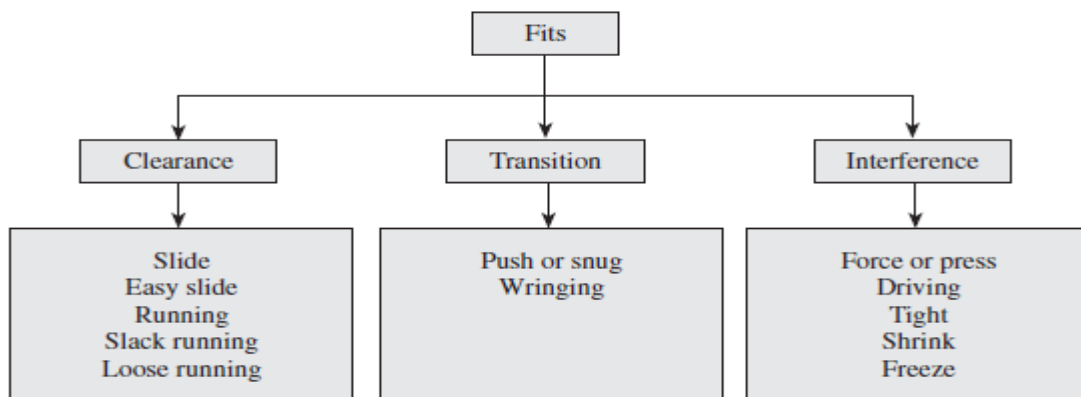 Fits
Clearance
Transition
Interference
Slide
Easy slide
Running
Slack running
Loose running
Push or snug
Wringing
Force or press
Driving
Tight
Shrink
Freeze